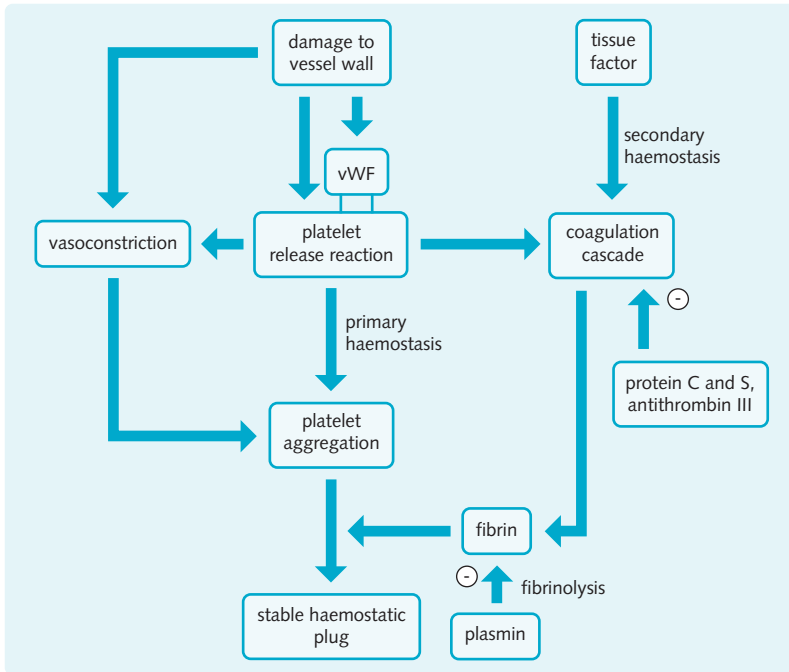 damage to
vessel wall
tissue
factor
secondary
haemostasis
vWF
vasoconstriction
platelet
release reaction
coagulation
cascade
-
primary
haemostasis
protein C and S,
antithrombin III
platelet
aggregation
fibrin
-
fibrinolysis
stable haemostatic
plug
plasmin